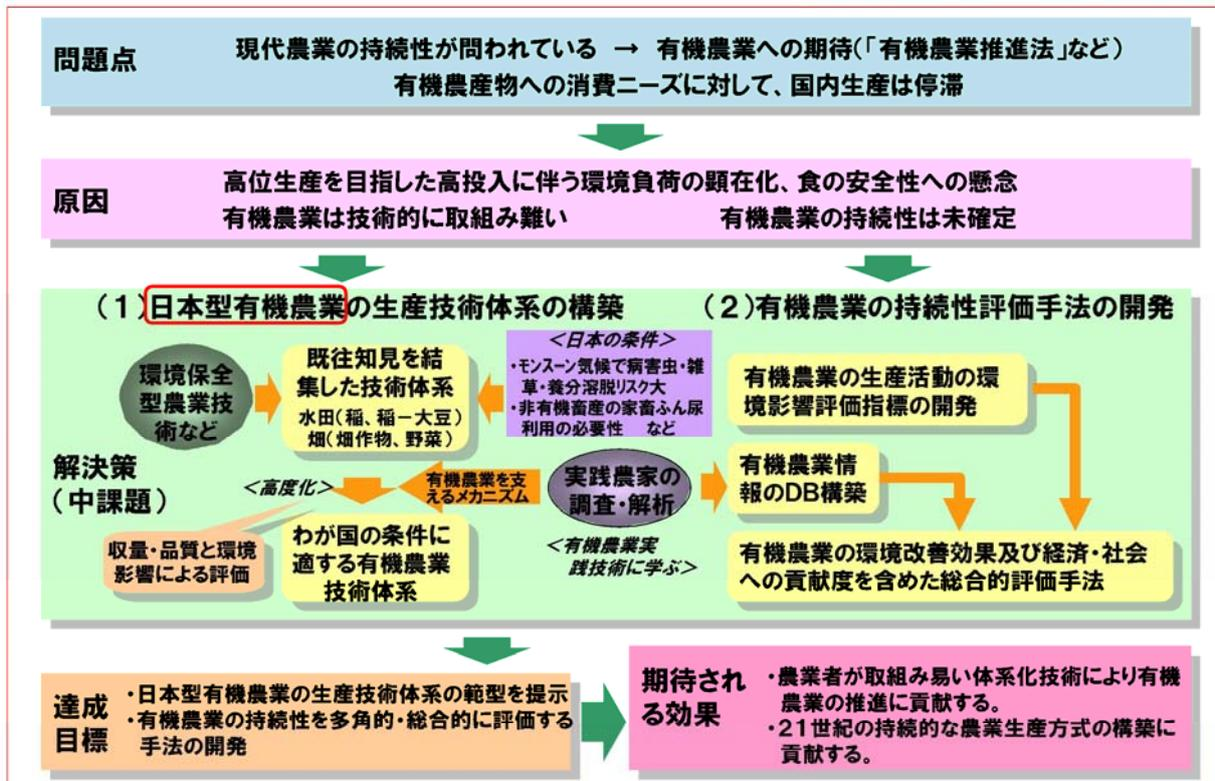 問題点
現代農業の持続性が問われている → 有機農業への期待(「有機農業推進法」など)
有機農産物への消費ニーズに対して、国内生産は停滞
原因
高位生産を目指した高投入に伴う環境負荷の顕在化、食の安全性への懸念
有機農業は技術的に取組み難い 有機農業の持続性は未確定
(1)日本型有機農業の生産技術体系の構築
(2)有機農業の持続性評価手法の開発
環境保全
型農業技
術など
既往知見を結
集した技術体系
水田(稲、稲-大豆)
畑(畑作物、野菜)
<日本の条件>
・モンスーン気候で病害虫・雑
草・養分溶脱リスク大
・非有機畜産の家畜ふん尿
利用の必要性 など
有機農業の生産活動の環
境影響評価指標の開発
解決策
(中課題)
<高度化>
有機農業を支
えるメカニズム
実践農家の
調査・解析
有機農業情
報のDB構築
収量・品質と環境
影響による評価
わが国の条件に
適する有機農業
技術体系
<有機農業実
践技術に学ぶ>
有機農業の環境改善効果及び経済・社会
への貢献度を含めた総合的評価手法
達成
目標
・日本型有機農業の生産技術体系の範型を提示
・有機農業の持続性を多角的・総合的に評価する
手法の開発
期待され
る効果
・農業者が取組み易い体系化技術により有機
農業の推進に貢献する。
・21世紀の持続的な農業生産方式の構築に
貢献する。